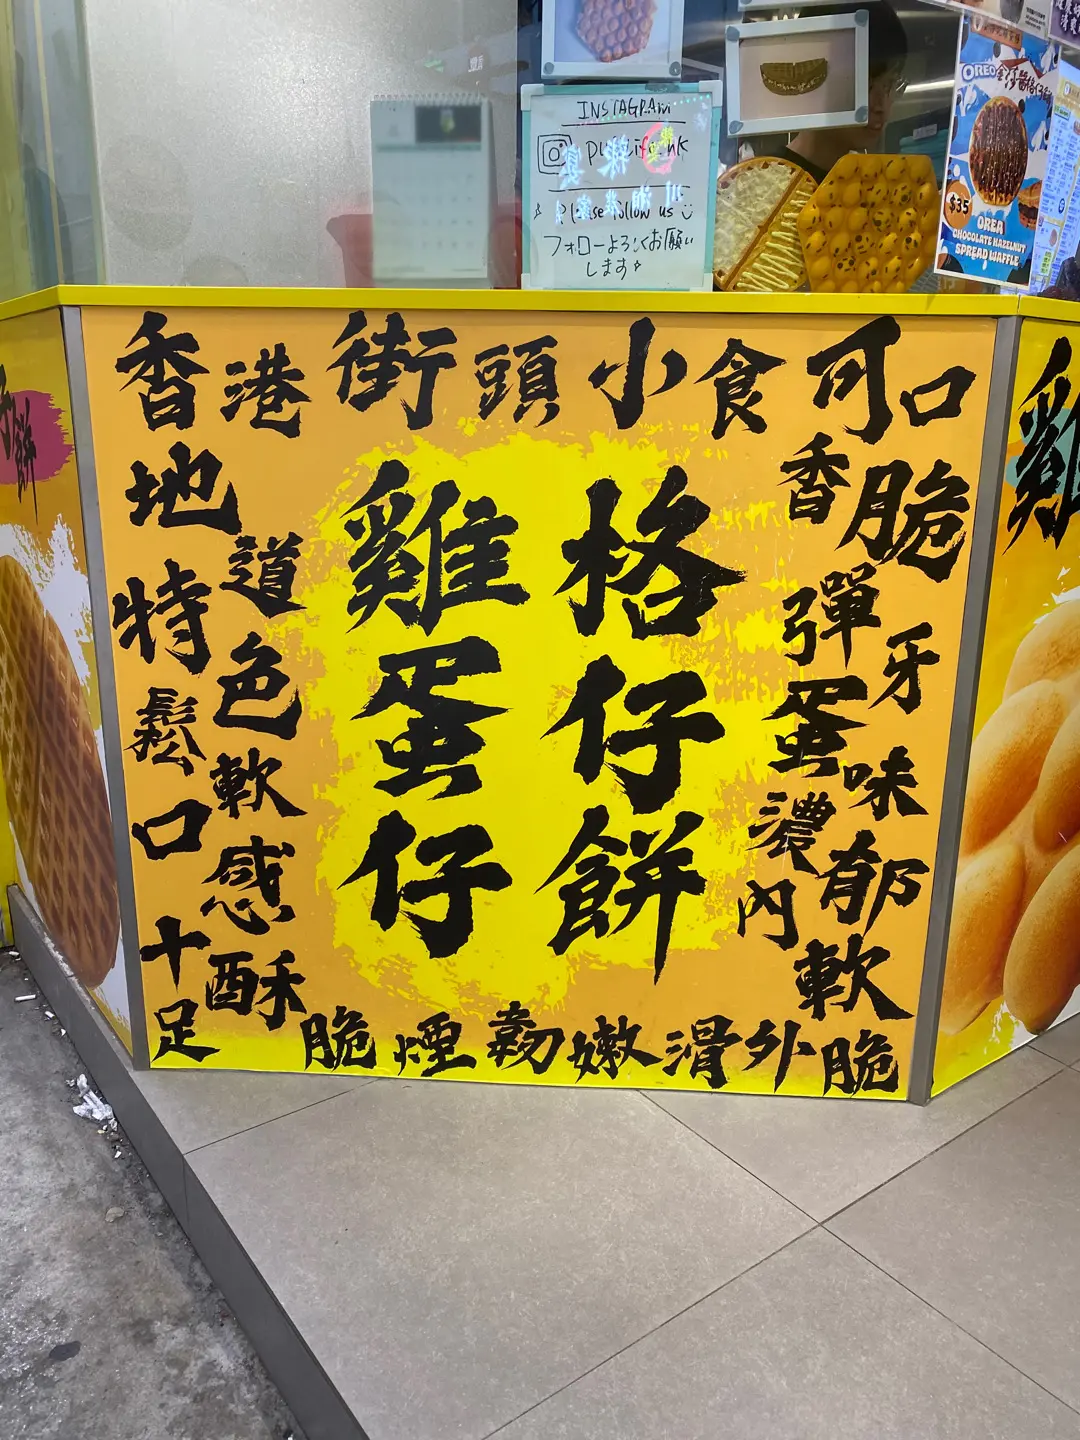 INSTAGRAM
Please follow us
フォローよろしくお願い
します
OREO
$35
OREA
CHOCOLATE HAZELNUT
SPREAD WAFFLE
香港街頭小食可口
香脆
彈牙
蛋味
濃郁
內軟
外脆
地道
特色
鬆軟
口感
十足
酥脆煙韌嫩滑
格仔餅
雞蛋仔
餅
雞